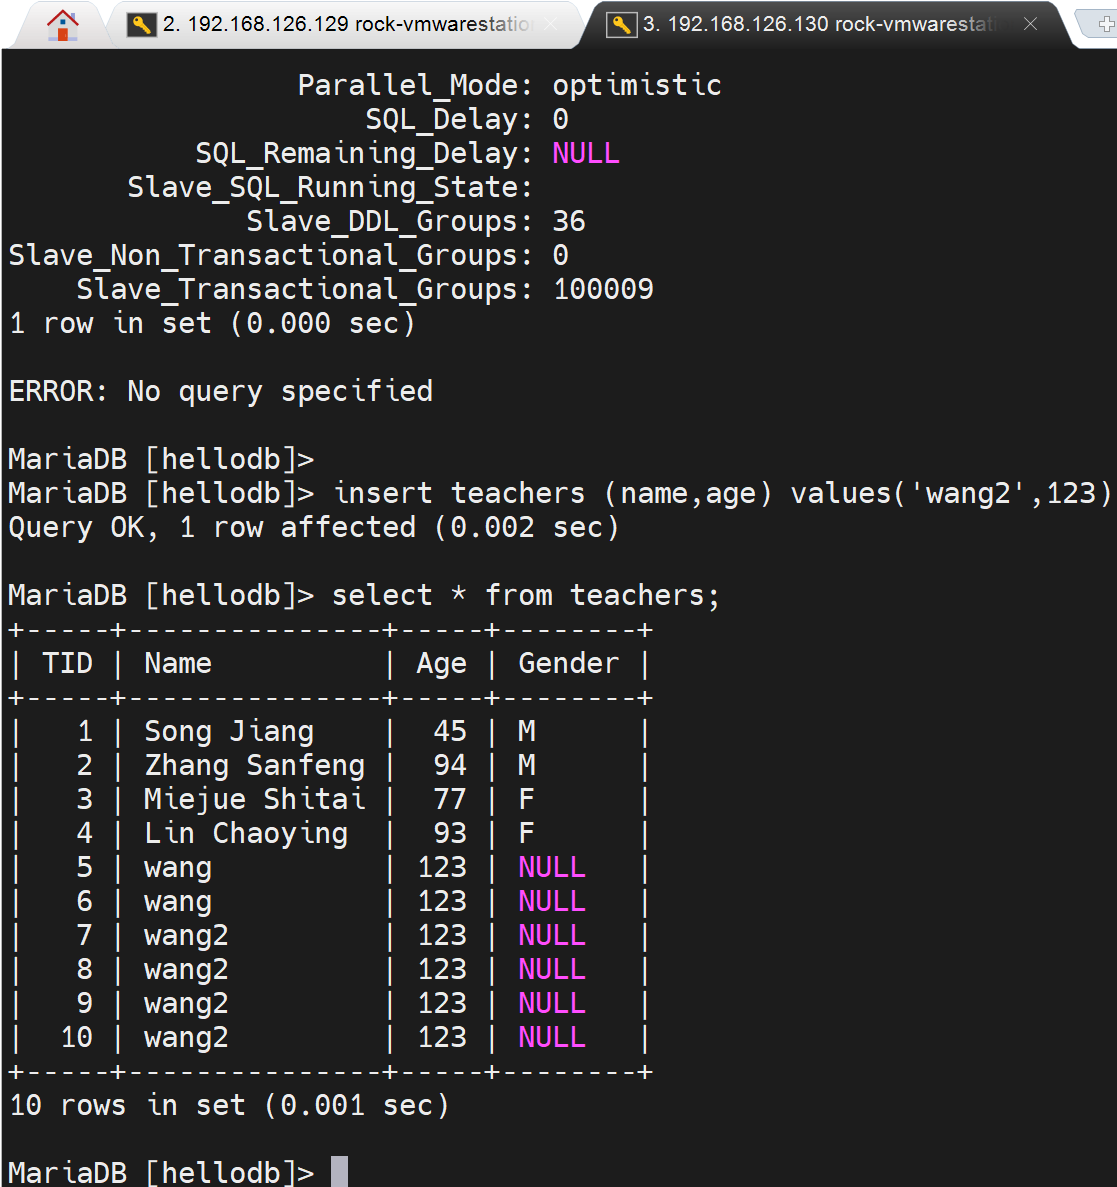 2. 192.168.126.129 rock-vmwarestation
3. 192.168.126.130 rock-vmwarestati
Parallel_Mode: optimistic
SQL_Delay: 0
SQL_Remaining_Delay: NULL
Slave_SQL_Running_State:
Slave_DDL_Groups: 36
Slave_Non_Transactional_Groups: 0
Slave_Transactional_Groups: 100009
1 row in set (0.000 sec)
ERROR: No query specified
MariaDB [hellodb]>
MariaDB [hellodb]> insert teachers (name,age) values('wang2',123)
Query OK, 1 row affected (0.002 sec)
MariaDB [hellodb]> select * from teachers;
+-----+---------------+-----+--------+
| TID | Name          | Age | Gender |
+-----+---------------+-----+--------+
|   1 | Song Jiang    |  45 | M      |
|   2 | Zhang Sanfeng |  94 | M      |
|   3 | Miejue Shitai |  77 | F      |
|   4 | Lin Chaoying  |  93 | F      |
|   5 | wang          | 123 | NULL   |
|   6 | wang          | 123 | NULL   |
|   7 | wang2         | 123 | NULL   |
|   8 | wang2         | 123 | NULL   |
|   9 | wang2         | 123 | NULL   |
|  10 | wang2         | 123 | NULL   |
+-----+---------------+-----+--------+
10 rows in set (0.001 sec)
MariaDB [hellodb]>